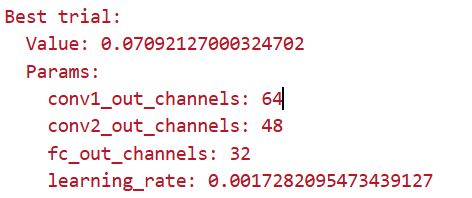 Best trial:
Value: 0.07092127000324702
Params:
conv1_out_channels: 64
conv2_out_channels: 48
fc_out_channels: 32
learning_rate: 0.0017282095473439127